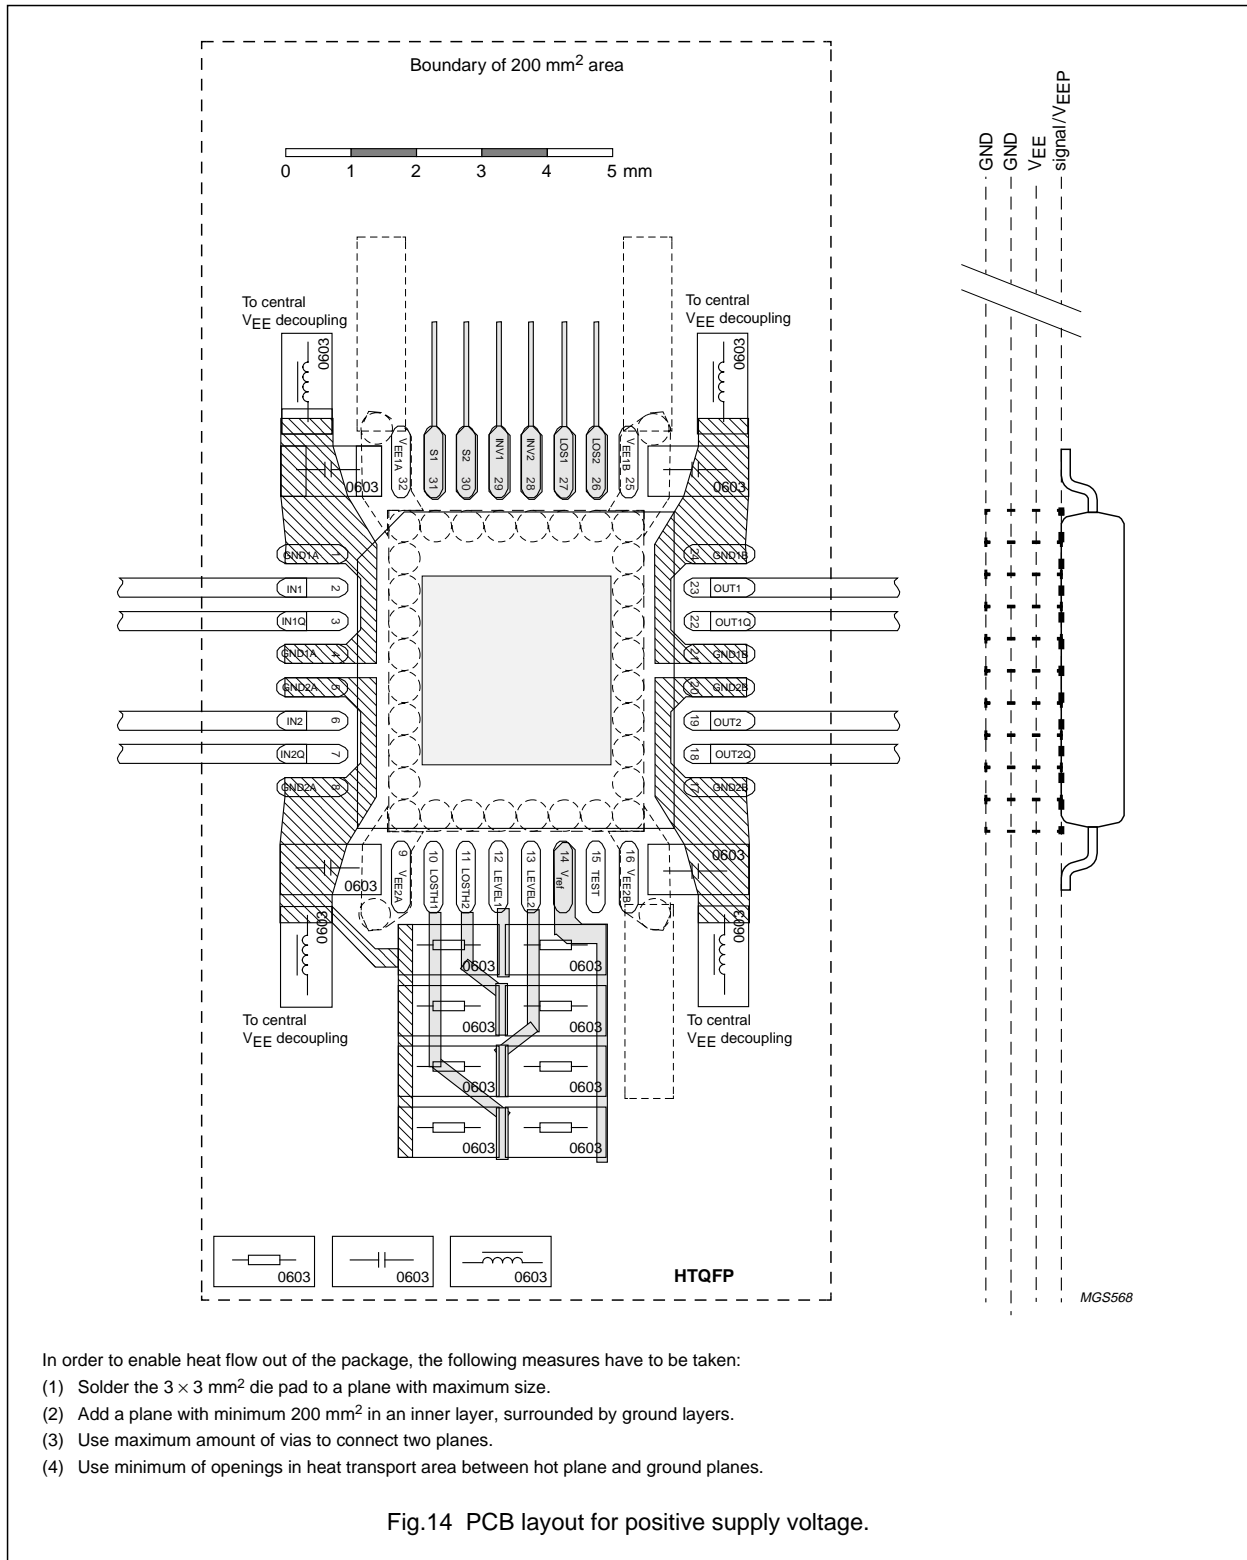 Boundary of 200 mm2 area
0 1 2 3 4 5 mm
GND
GND
VEE
signal/VEEP
To central
VEE decoupling
To central
VEE decoupling
0603
0603
VEE1A 32
S1 31
S2 30
INV1 29
INV2 28
LOS1 27
LOS2 26
VEE1B 25
0603
0603
GND1A 1
IN1 2
IN1Q 3
GND1A 4
GND2A 5
IN2 6
IN2Q 7
GND2A 8
24 GND1B
23 OUT1
22 OUT1Q
21 GND1B
20 GND2B
19 OUT2
18 OUT2Q
17 GND2B
9 VEE2A
10 LOSTH1
11 LOSTH2
12 LEVEL1
13 LEVEL2
14 Vref
15 TEST
16 VEE2BL
0603
0603
0603
0603
To central
VEE decoupling
To central
VEE decoupling
0603 0603
0603 0603
0603 0603
0603 0603
0603 0603 0603
HTQFP
MGS568
In order to enable heat flow out of the package, the following measures have to be taken:
(1) Solder the 3 × 3 mm2 die pad to a plane with maximum size.
(2) Add a plane with minimum 200 mm2 in an inner layer, surrounded by ground layers.
(3) Use maximum amount of vias to connect two planes.
(4) Use minimum of openings in heat transport area between hot plane and ground planes.
Fig.14 PCB layout for positive supply voltage.